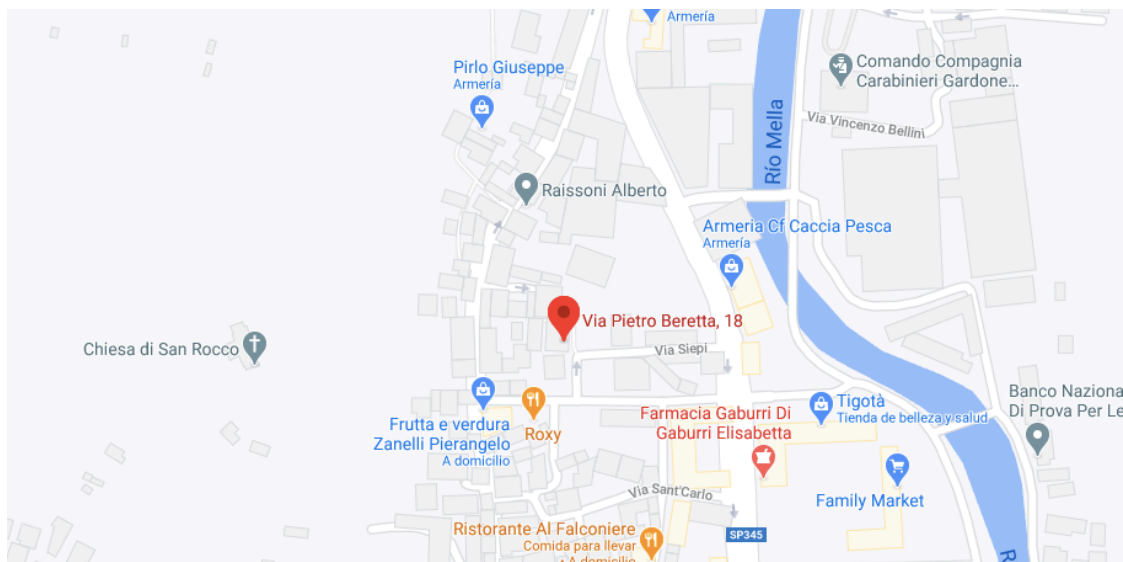 Armería
Pirlo Giuseppe
Armería
Comando Compagnia
Carabinieri Gardone...
Via Vincenzo Bellini
Río Mella
Raissoni Alberto
Armeria Cf Caccia Pesca
Armería
Via Pietro Beretta, 18
Chiesa di San Rocco
Via Siepi
Banco Naziona
Di Prova Per Le
Tigotà
Tienda de belleza y salud
Farmacia Gaburri Di
Gaburri Elisabetta
Frutta e verdura
Zanelli Pierangelo
A domicilio
Roxy
Family Market
Via Sant'Carlo
Ristorante Al Falconiere
Comida para llevar
A domicilio
SP345
R